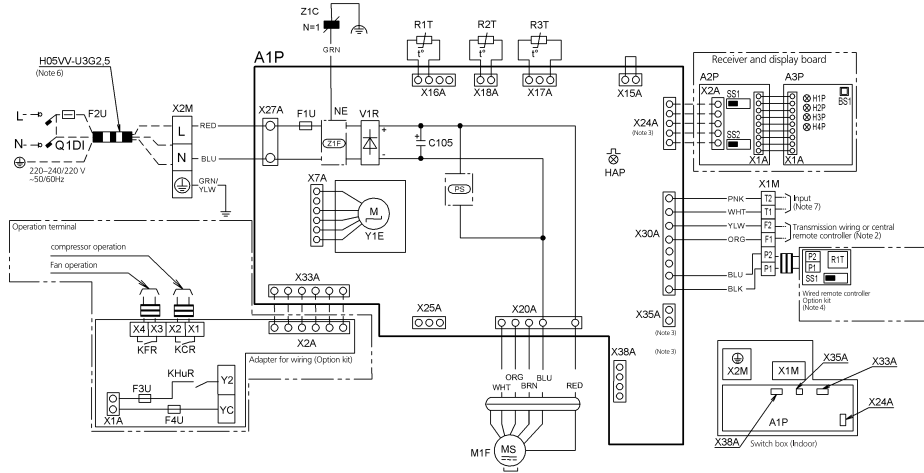 Z1C
N=1
GRN
H05VV-U3G2,5
(Note 6)
A1P
R1T
t°
R2T
t°
R3T
t°
X16A
X18A
X17A
X15A
Receiver and display board
A2P
A3P
X2A
SS1
SS2
X1A
X1A
H1P
H2P
H3P
H4P
BS1
X24A
(Note 3)
HAP
L
N
F2U
Q1DI
220-240/220 V
~50/60Hz
X2M
L
N
RED
BLU
GRN/
YLW
X27A
F1U
NE
Z1F
V1R
+
-
+
C105
PS
X7A
M
Y1E
X30A
PNK
WHT
YLW
ORG
BLU
BLK
X1M
T2
T1
F2
F1
P2
P1
Input
(Note 7)
Transmission wiring or central
remote controller (Note 2)
P2
P1
R1T
SS1
Wired remote controller
Option kit
(Note 4)
Operation terminal
compressor operation
Fan operation
X33A
X25A
X20A
X35A
(Note 3)
(Note 3)
X38A
X4
X3
X2
X1
KFR
KCR
X2A
Adapter for wiring (Option kit)
KHuR
F3U
F4U
Y2
YC
X1A
WHT
ORG
BRN
BLU
RED
M1F
MS
X2M
X1M
X35A
X33A
X24A
A1P
X38A
Switch box (Indoor)